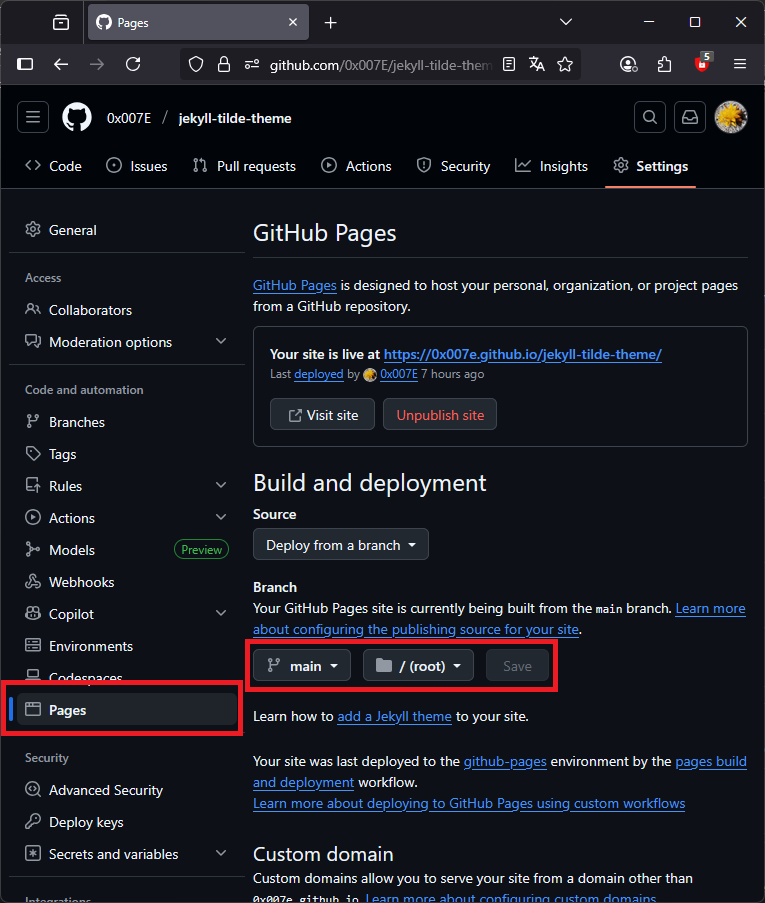 Pages
github.com/0x007E/jekyll-tilde-them
5
0x007E / jekyll-tilde-theme
Code
Issues
Pull requests
Actions
Security
Insights
Settings
General
Access
Collaborators
Moderation options
Code and automation
Branches
Tags
Rules
Actions
Models Preview
Webhooks
Copilot
Environments
Codespaces
Pages
Security
Advanced Security
Deploy keys
Secrets and variables
Integrations
GitHub Pages
GitHub Pages is designed to host your personal, organization, or project pages
from a GitHub repository.
Your site is live at https://0x007e.github.io/jekyll-tilde-theme/
Last deployed by 0x007E 7 hours ago
Visit site
Unpublish site
Build and deployment
Source
Deploy from a branch
Branch
Your GitHub Pages site is currently being built from the main branch. Learn more
about configuring the publishing source for your site.
main
/ (root)
Save
Learn how to add a Jekyll theme to your site.
Your site was last deployed to the github-pages environment by the pages build
and deployment workflow.
Learn more about deploying to GitHub Pages using custom workflows
Custom domain
Custom domains allow you to serve your site from a domain other than
0x007e.github.io. Learn more about configuring custom domains.